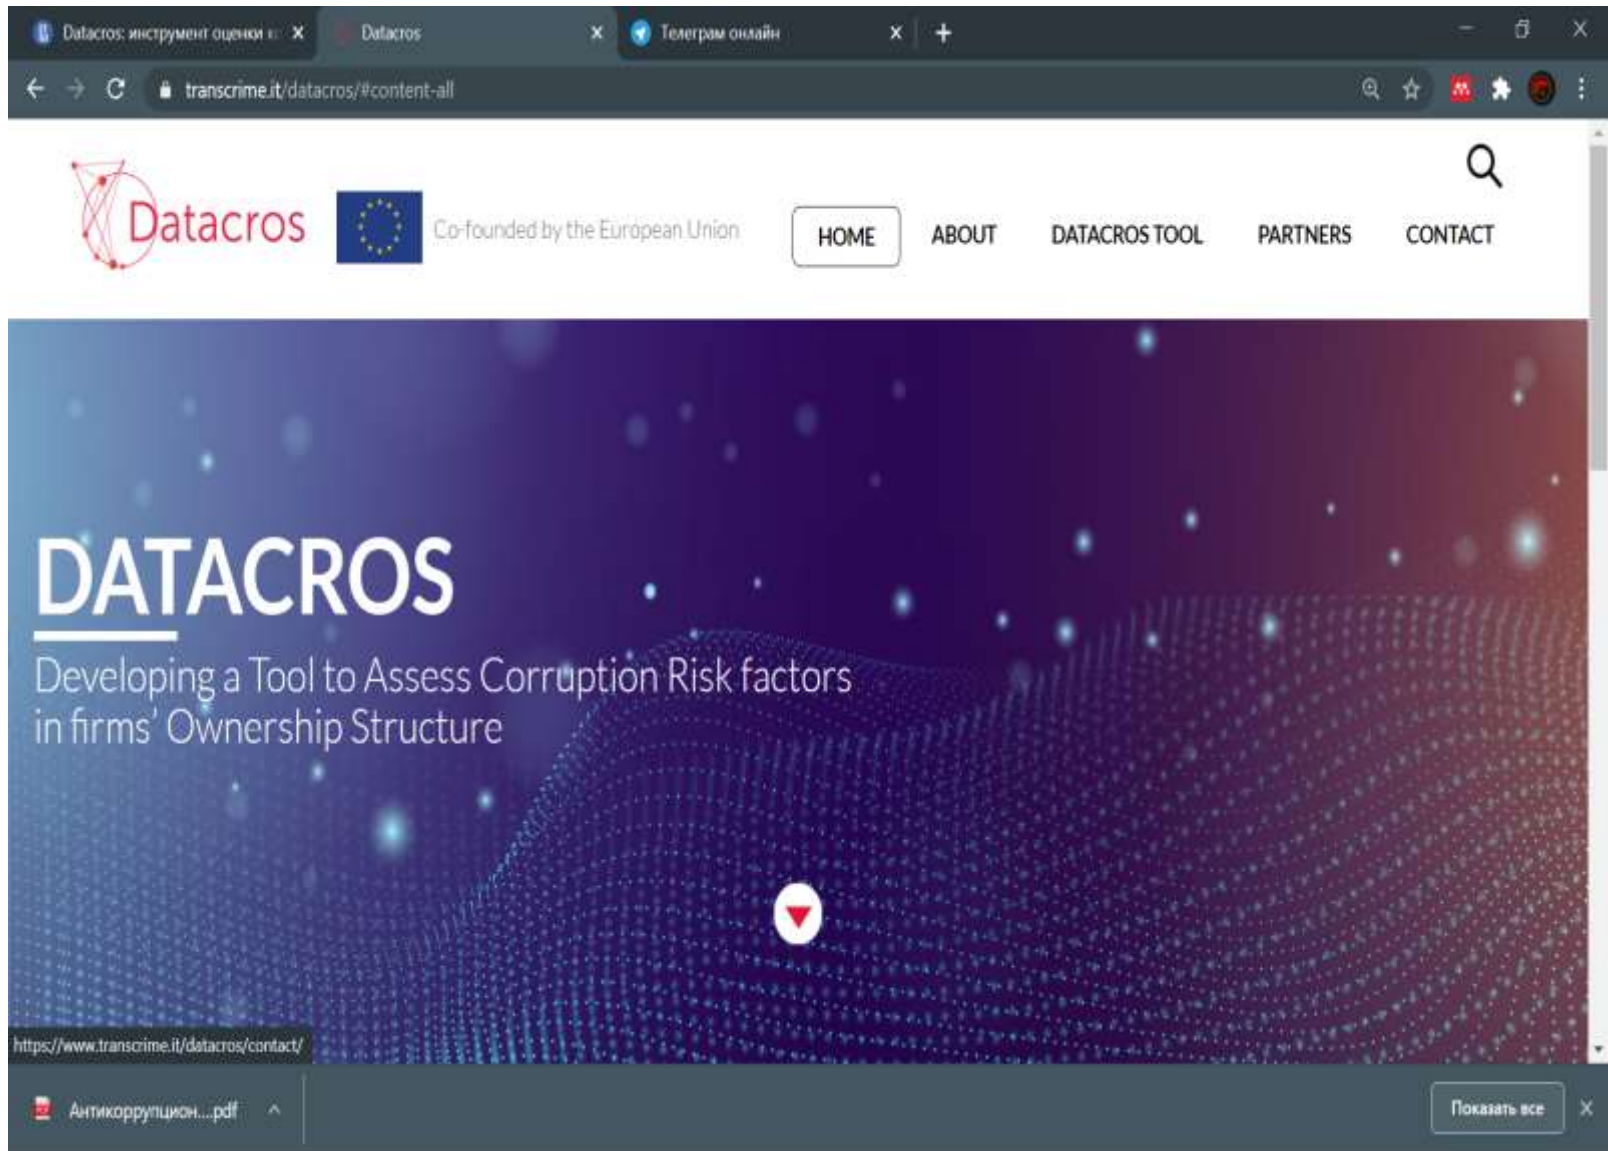 Datacros: инструмент оценки к
Datacros
Телеграм онлайн
transcrime.it/datacros/#content-all
Datacros
Co-founded by the European Union
HOME
ABOUT
DATACROS TOOL
PARTNERS
CONTACT
DATACROS
Developing a Tool to Assess Corruption Risk factors
in firms' Ownership Structure
https://www.transcrime.it/datacros/contact/
Антикоррупцион....pdf
Показать все